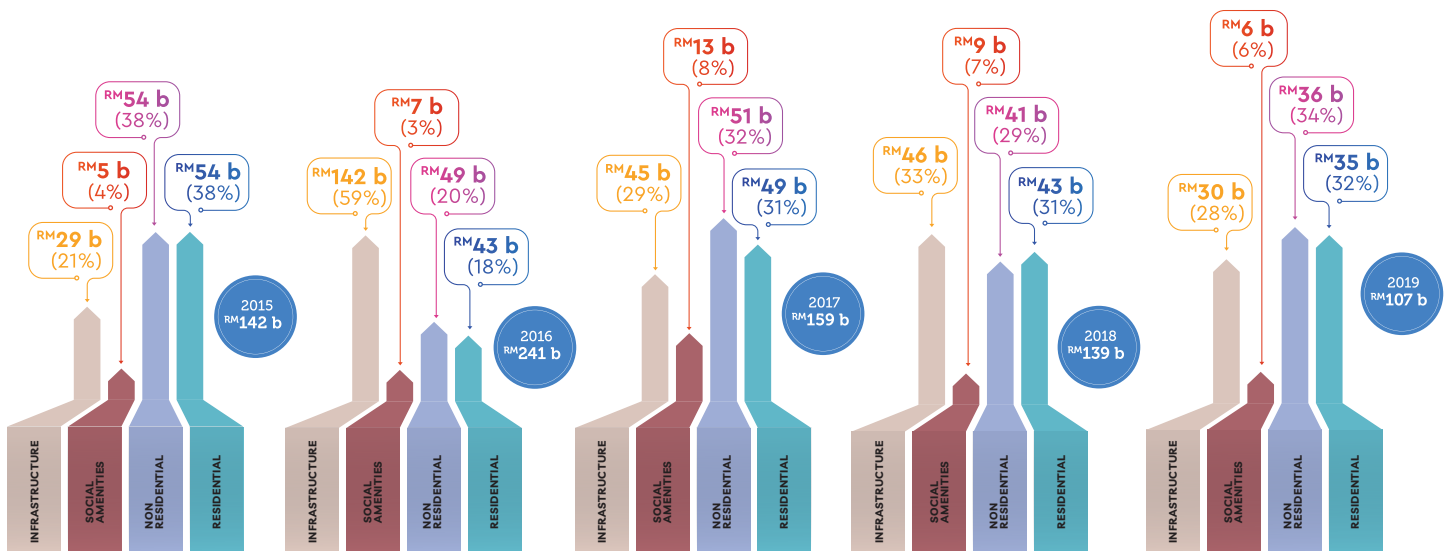 RM29 b
(21%)
RM5 b
(4%)
RM54 b
(38%)
RM54 b
(38%)
2015
RM142 b
INFRASTRUCTURE
SOCIAL
AMENITIES
NON
RESIDENTIAL
RESIDENTIAL
RM142 b
(59%)
RM7 b
(3%)
RM49 b
(20%)
RM43 b
(18%)
2016
RM241 b
INFRASTRUCTURE
SOCIAL
AMENITIES
NON
RESIDENTIAL
RESIDENTIAL
RM45 b
(29%)
RM13 b
(8%)
RM51 b
(32%)
RM49 b
(31%)
2017
RM159 b
INFRASTRUCTURE
SOCIAL
AMENITIES
NON
RESIDENTIAL
RESIDENTIAL
RM46 b
(33%)
RM9 b
(7%)
RM41 b
(29%)
RM43 b
(31%)
2018
RM139 b
INFRASTRUCTURE
SOCIAL
AMENITIES
NON
RESIDENTIAL
RESIDENTIAL
RM30 b
(28%)
RM6 b
(6%)
RM36 b
(34%)
RM35 b
(32%)
2019
RM107 b
INFRASTRUCTURE
SOCIAL
AMENITIES
NON
RESIDENTIAL
RESIDENTIAL